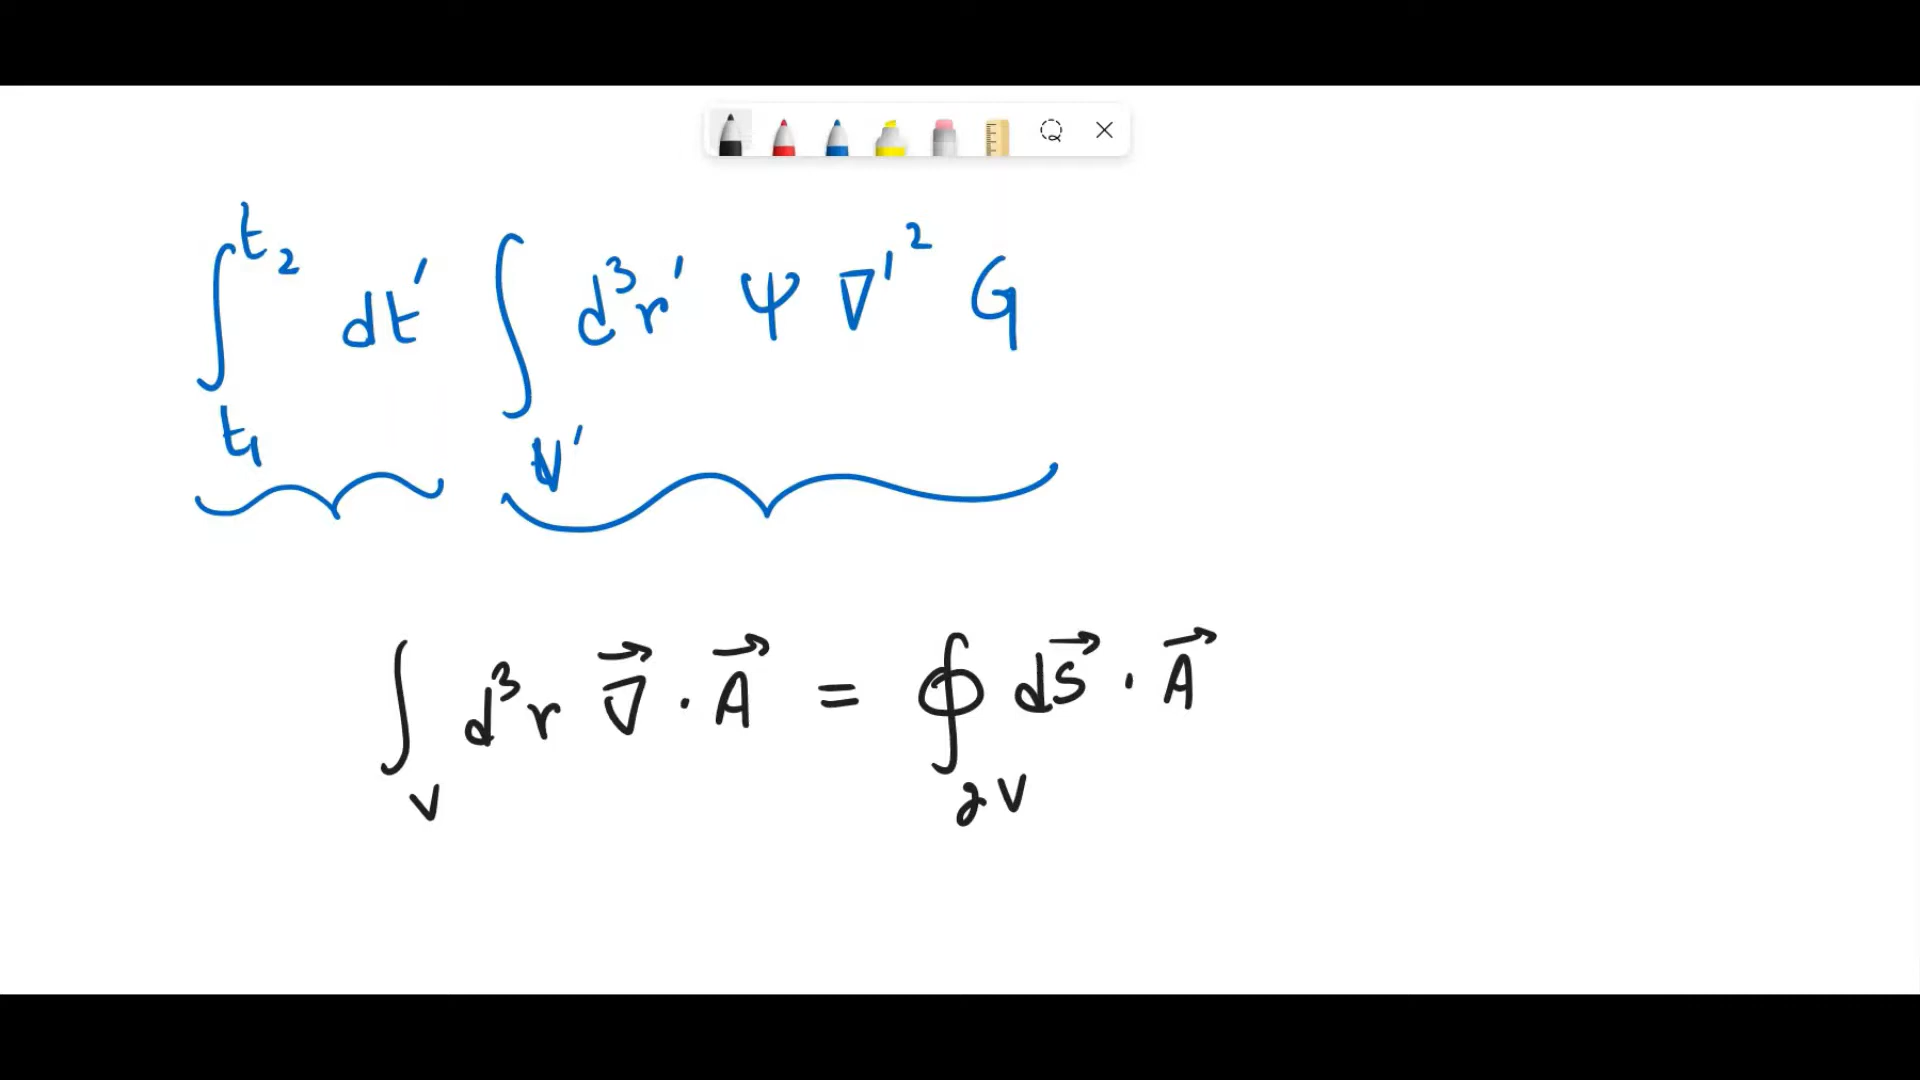 ∫_{t₁}^{t₂} dt′ ∫_{V′} d³r′ ψ ∇′² G
∫_V d³r ∇⃗ · A⃗ = ∮_{∂V} dS⃗ · A⃗